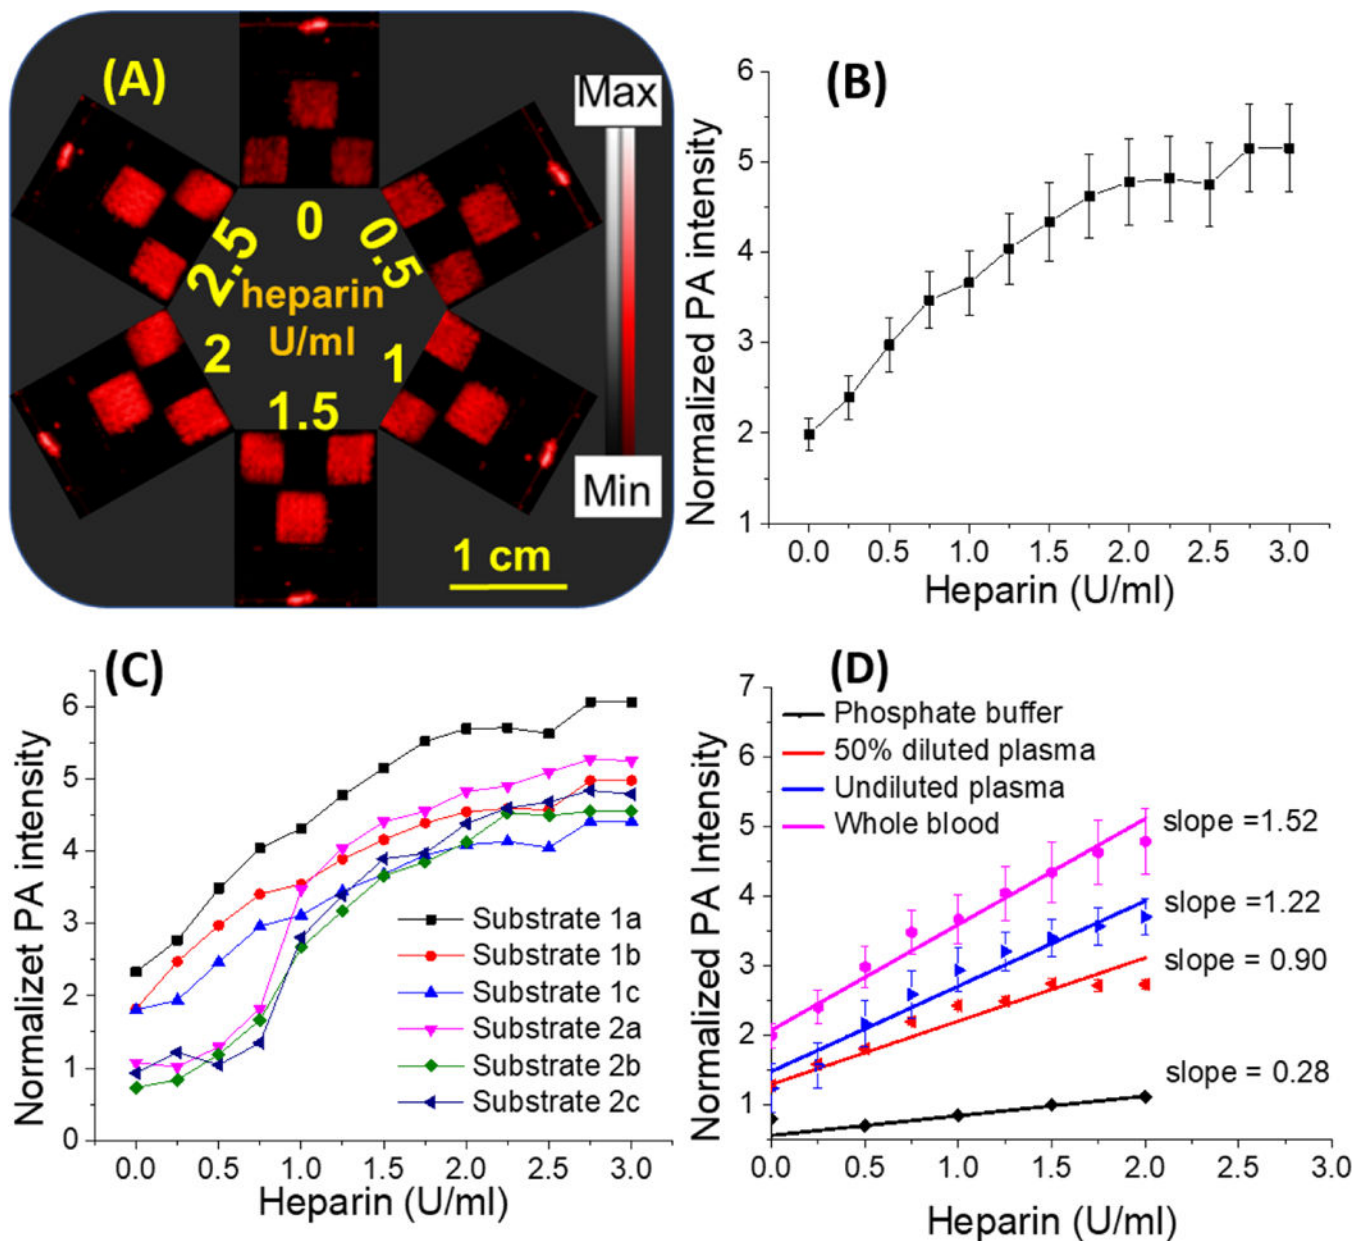 (A)
Max
Min
0
0.5
1
1.5
2
2.5
heparin
U/ml
1 cm
(B)
Normalized PA intensity
6
5
4
3
2
1
0.0 0.5 1.0 1.5 2.0 2.5 3.0
Heparin (U/ml)
(C)
Normalizet PA intensity
6
5
4
3
2
1
0
Substrate 1a
Substrate 1b
Substrate 1c
Substrate 2a
Substrate 2b
Substrate 2c
0.0 0.5 1.0 1.5 2.0 2.5 3.0
Heparin (U/ml)
(D)
Normalized PA Intensity
7
6
5
4
3
2
1
Phosphate buffer
50% diluted plasma
Undiluted plasma
Whole blood
slope =1.52
slope =1.22
slope = 0.90
slope = 0.28
0.0 0.5 1.0 1.5 2.0 2.5 3.0
Heparin (U/ml)